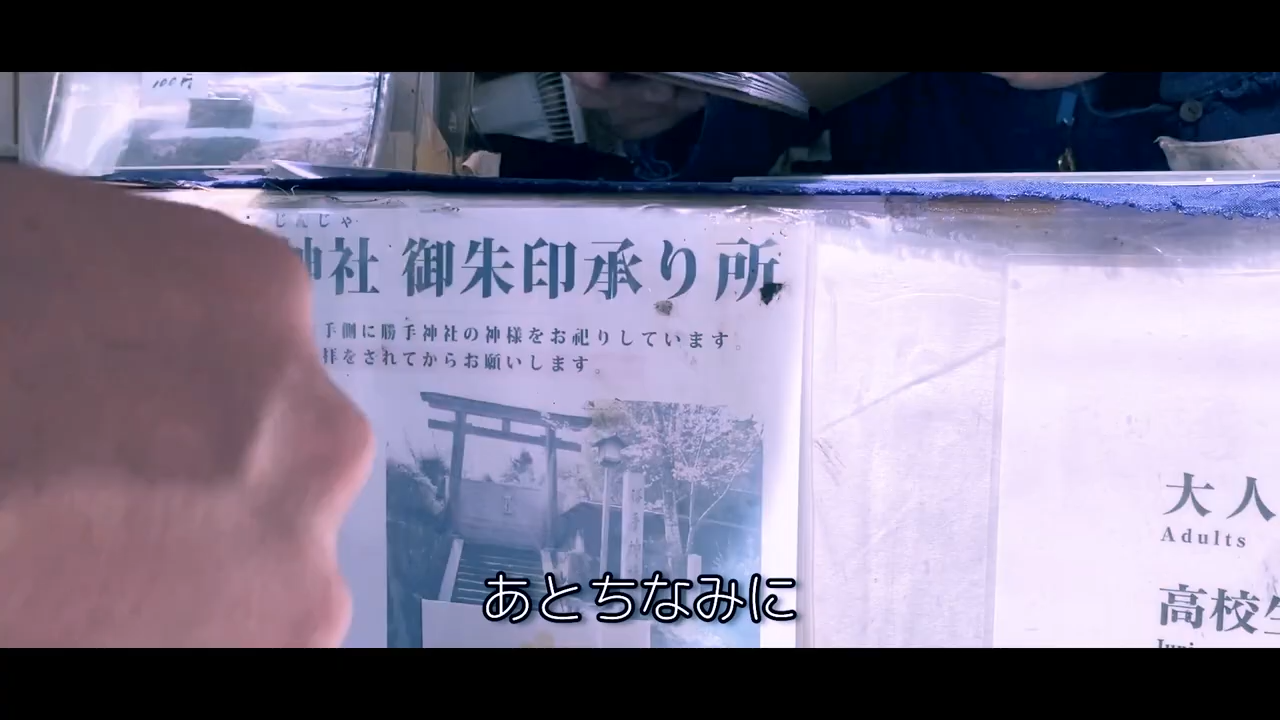 100円
じんじゃ
神社 御朱印承り所
手側に勝手神社の神様をお祀りしています。
拝をされてからお願いします。
大人
Adults
高校生
あとちなみに